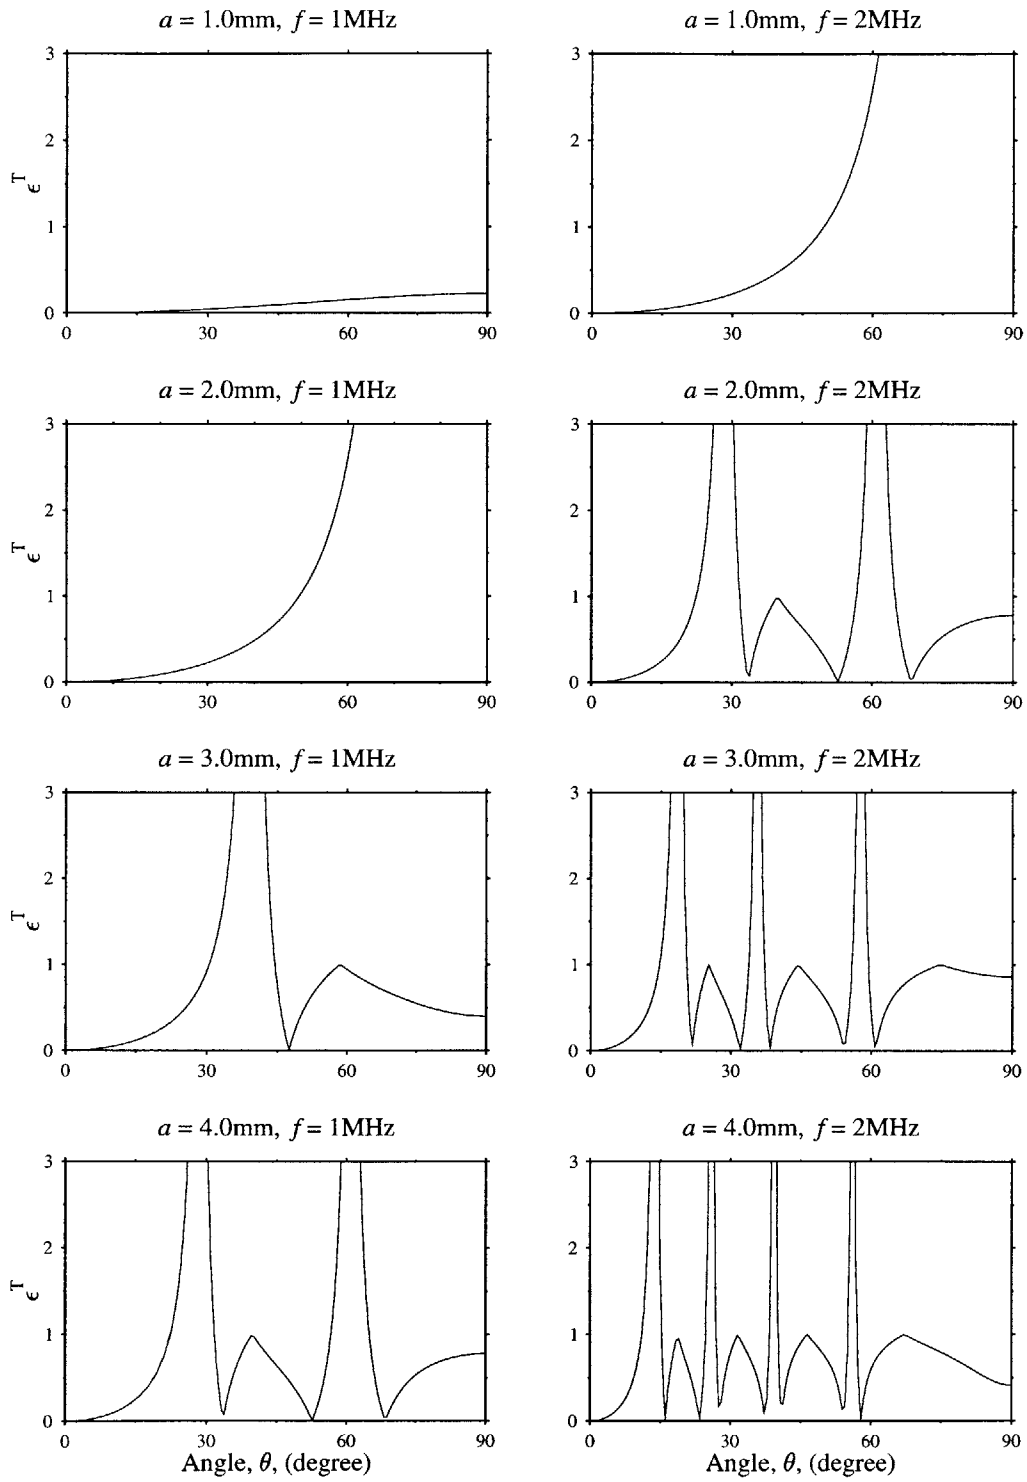 a = 1.0mm, f = 1MHz
a = 1.0mm, f = 2MHz
3
2
1
0
ϵT
0 30 60 90
3
2
1
0
0 30 60 90
a = 2.0mm, f = 1MHz
a = 2.0mm, f = 2MHz
3
2
1
0
ϵT
0 30 60 90
3
2
1
0
0 30 60 90
a = 3.0mm, f = 1MHz
a = 3.0mm, f = 2MHz
3
2
1
0
ϵT
0 30 60 90
3
2
1
0
0 30 60 90
a = 4.0mm, f = 1MHz
a = 4.0mm, f = 2MHz
3
2
1
0
ϵT
0 30 60 90
Angle, θ, (degree)
3
2
1
0
0 30 60 90
Angle, θ, (degree)